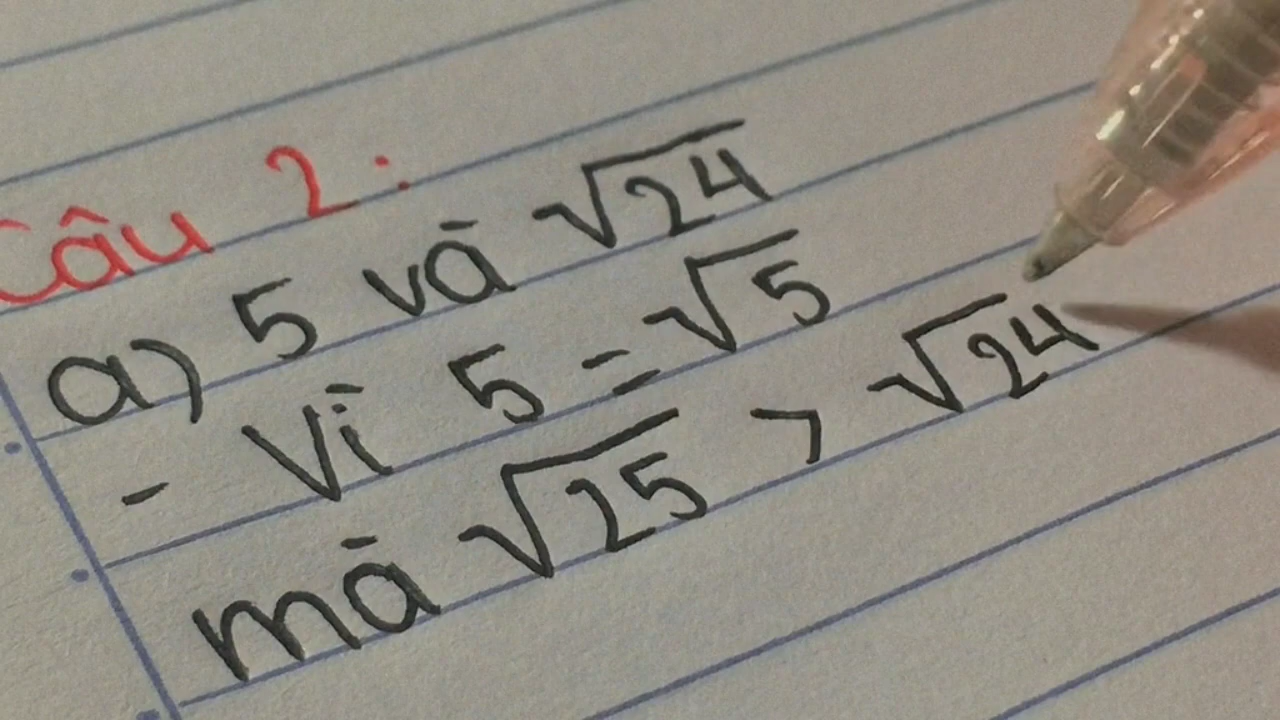 Câu 2:
a) 5 và √24
- Vì 5 = √5
mà √25 > √24